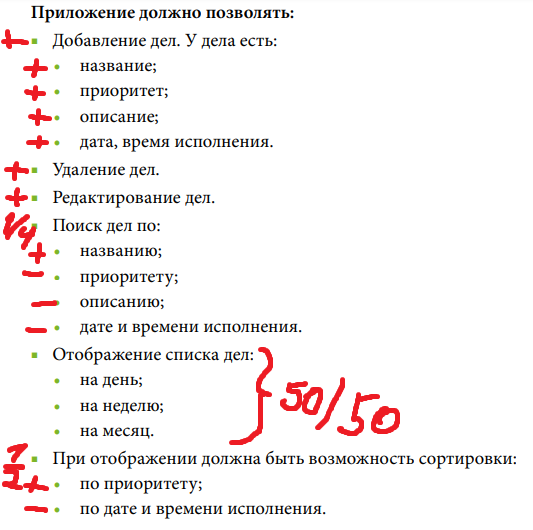 Приложение должно позволять:
+ Добавление дел. У дела есть:
+ название;
+ приоритет;
+ описание;
+ дата, время исполнения.
+ Удаление дел.
+ Редактирование дел.
1/4 Поиск дел по:
+ названию;
− приоритету;
− описанию;
− дате и времени исполнения.
Отображение списка дел:
на день;
на неделю; 50/50
на месяц.
При отображении должна быть возможность сортировки:
+ по приоритету;
− по дате и времени исполнения.